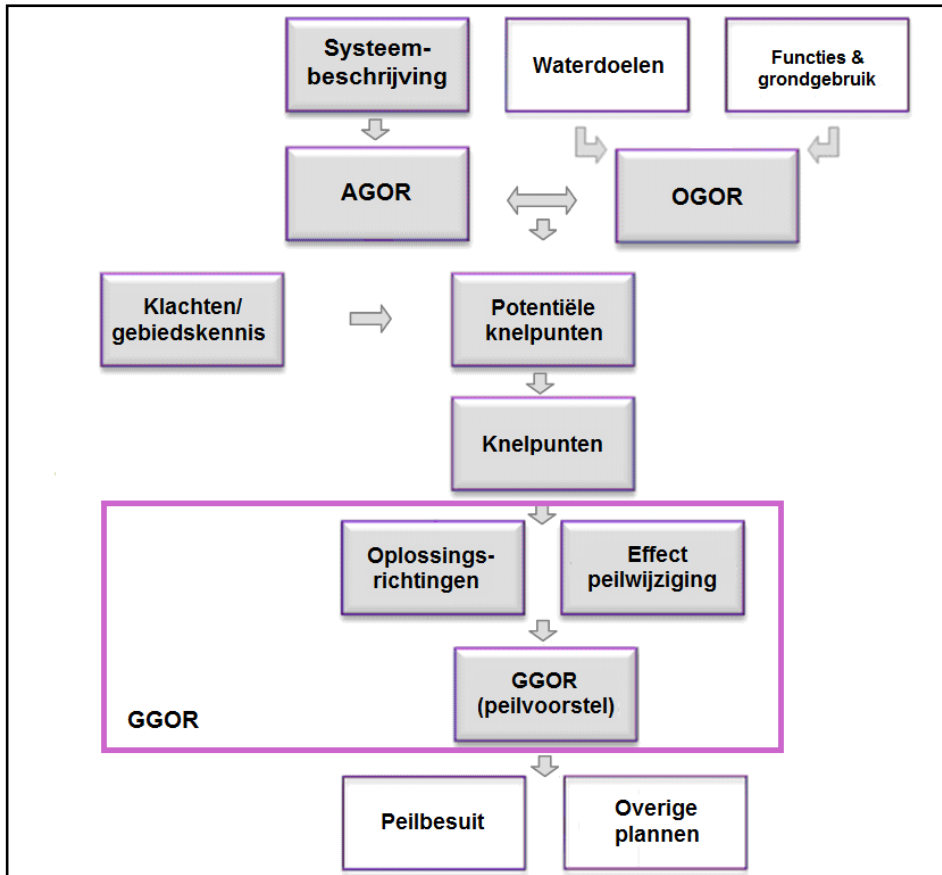 Systeem-
beschrijving
Waterdoelen
Functies &
grondgebruik
AGOR
OGOR
Klachten/
gebiedskennis
Potentiële
knelpunten
Knelpunten
Oplossings-
richtingen
Effect
peilwijziging
GGOR
(peilvoorstel)
GGOR
Peilbesuit
Overige
plannen